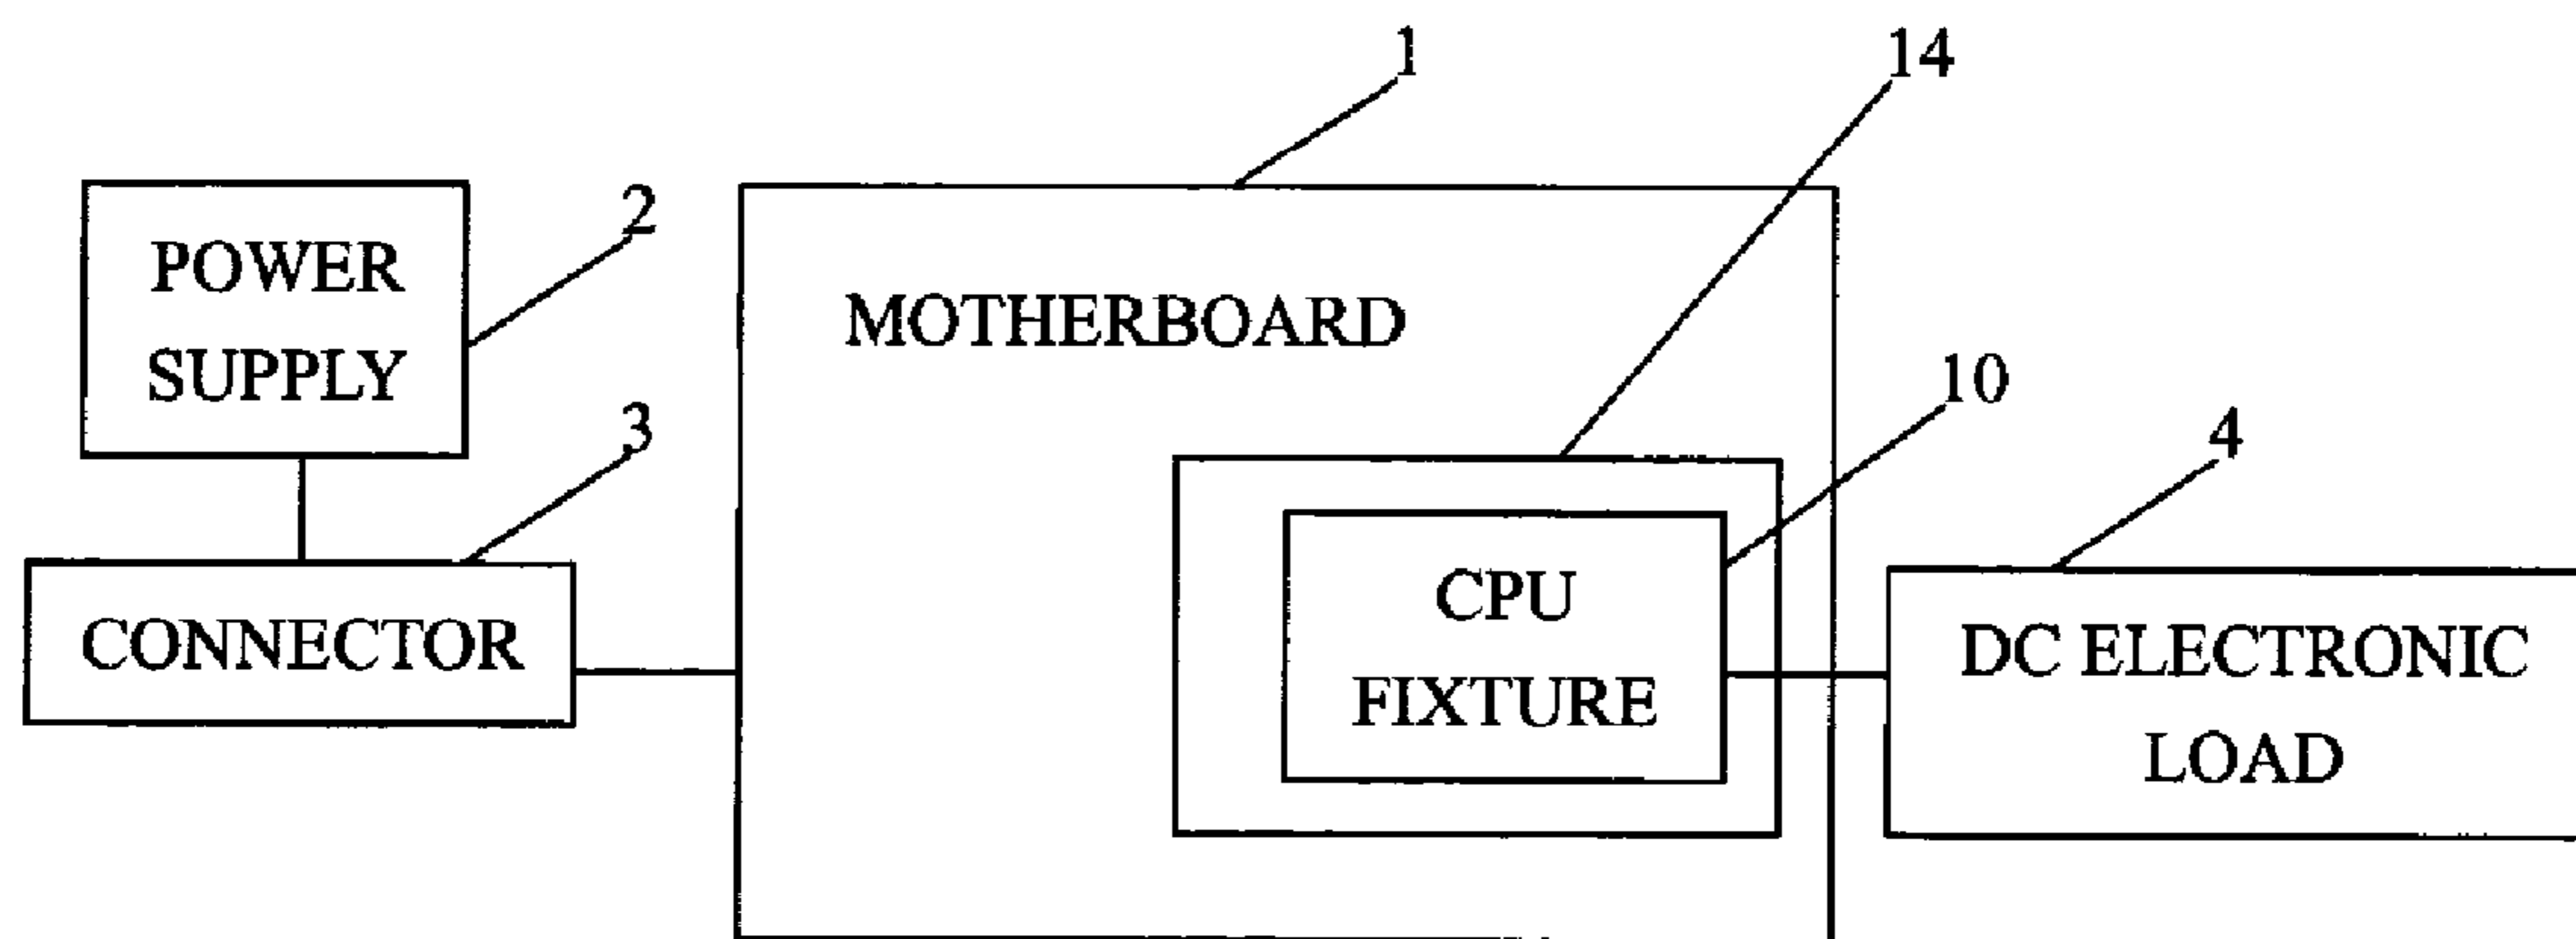 1
14
2
POWER
SUPPLY
MOTHERBOARD
10
3
4
CPU
FIXTURE
CONNECTOR
DC ELECTRONIC
LOAD